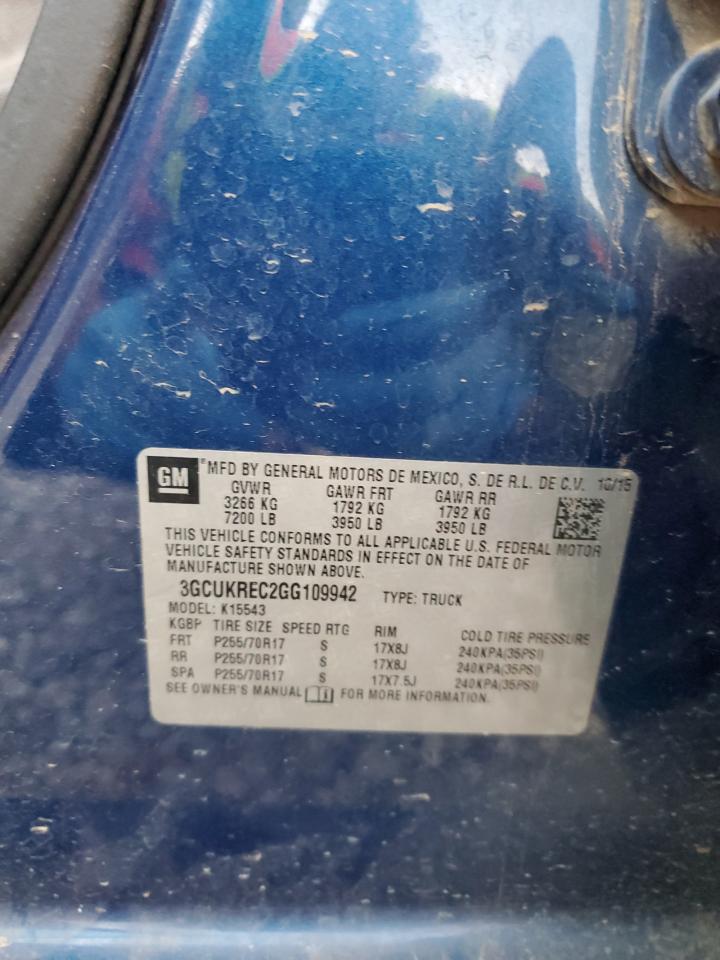 GM
MFD BY GENERAL MOTORS DE MEXICO, S. DE R.L. DE C.V. 10/15
GVWR GAWR FRT GAWR RR
3266 KG 1792 KG 1792 KG
7200 LB 3950 LB 3950 LB
THIS VEHICLE CONFORMS TO ALL APPLICABLE U.S. FEDERAL MOTOR
VEHICLE SAFETY STANDARDS IN EFFECT ON THE DATE OF
MANUFACTURE SHOWN ABOVE.
3GCUKREC2GG109942 TYPE: TRUCK
MODEL: K15543
KGBP TIRE SIZE SPEED RTG RIM COLD TIRE PRESSURE
FRT P255/70R17 S 17X8J 240KPA(35PSI)
RR P255/70R17 S 17X8J 240KPA(35PSI)
SPA P255/70R17 S 17X7.5J 240KPA(35PSI)
SEE OWNER'S MANUAL FOR MORE INFORMATION.